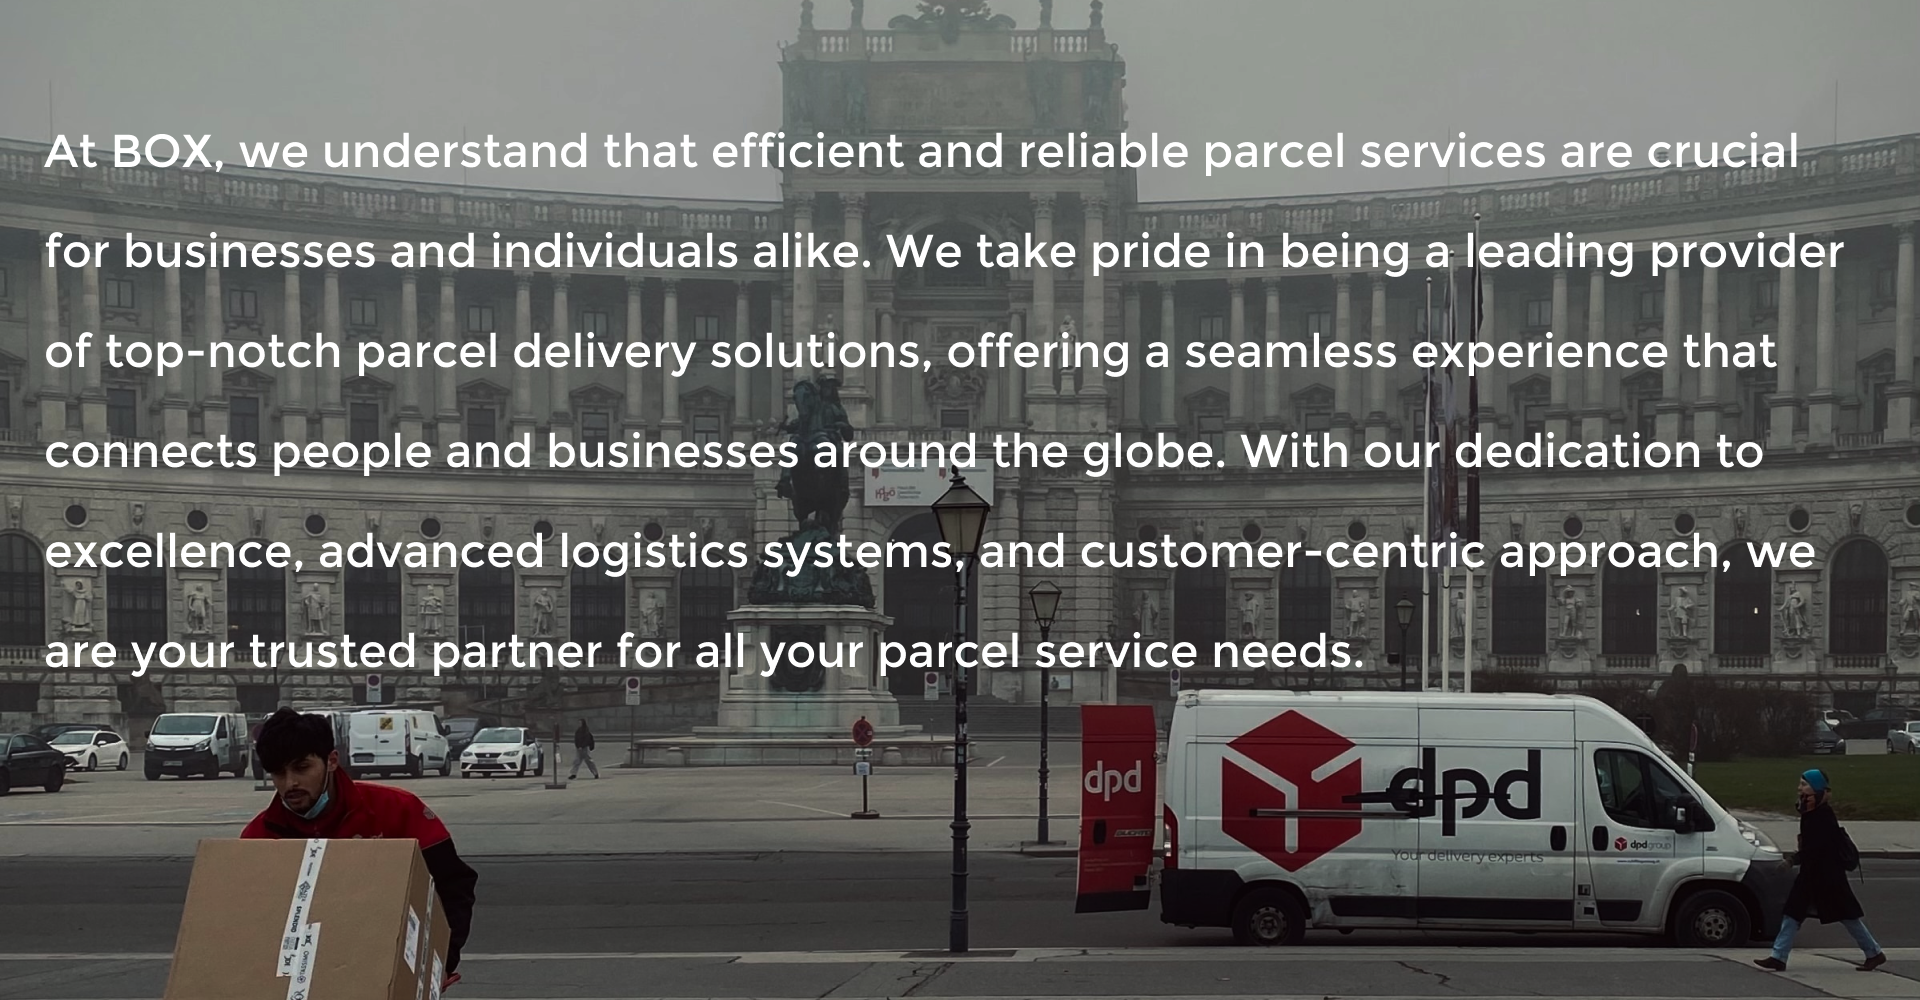 At BOX, we understand that efficient and reliable parcel services are crucial
for businesses and individuals alike. We take pride in being a leading provider
of top-notch parcel delivery solutions, offering a seamless experience that
connects people and businesses around the globe. With our dedication to
excellence, advanced logistics systems, and customer-centric approach, we
are your trusted partner for all your parcel service needs.
dpd
dpd
Your delivery experts
dpdgroup